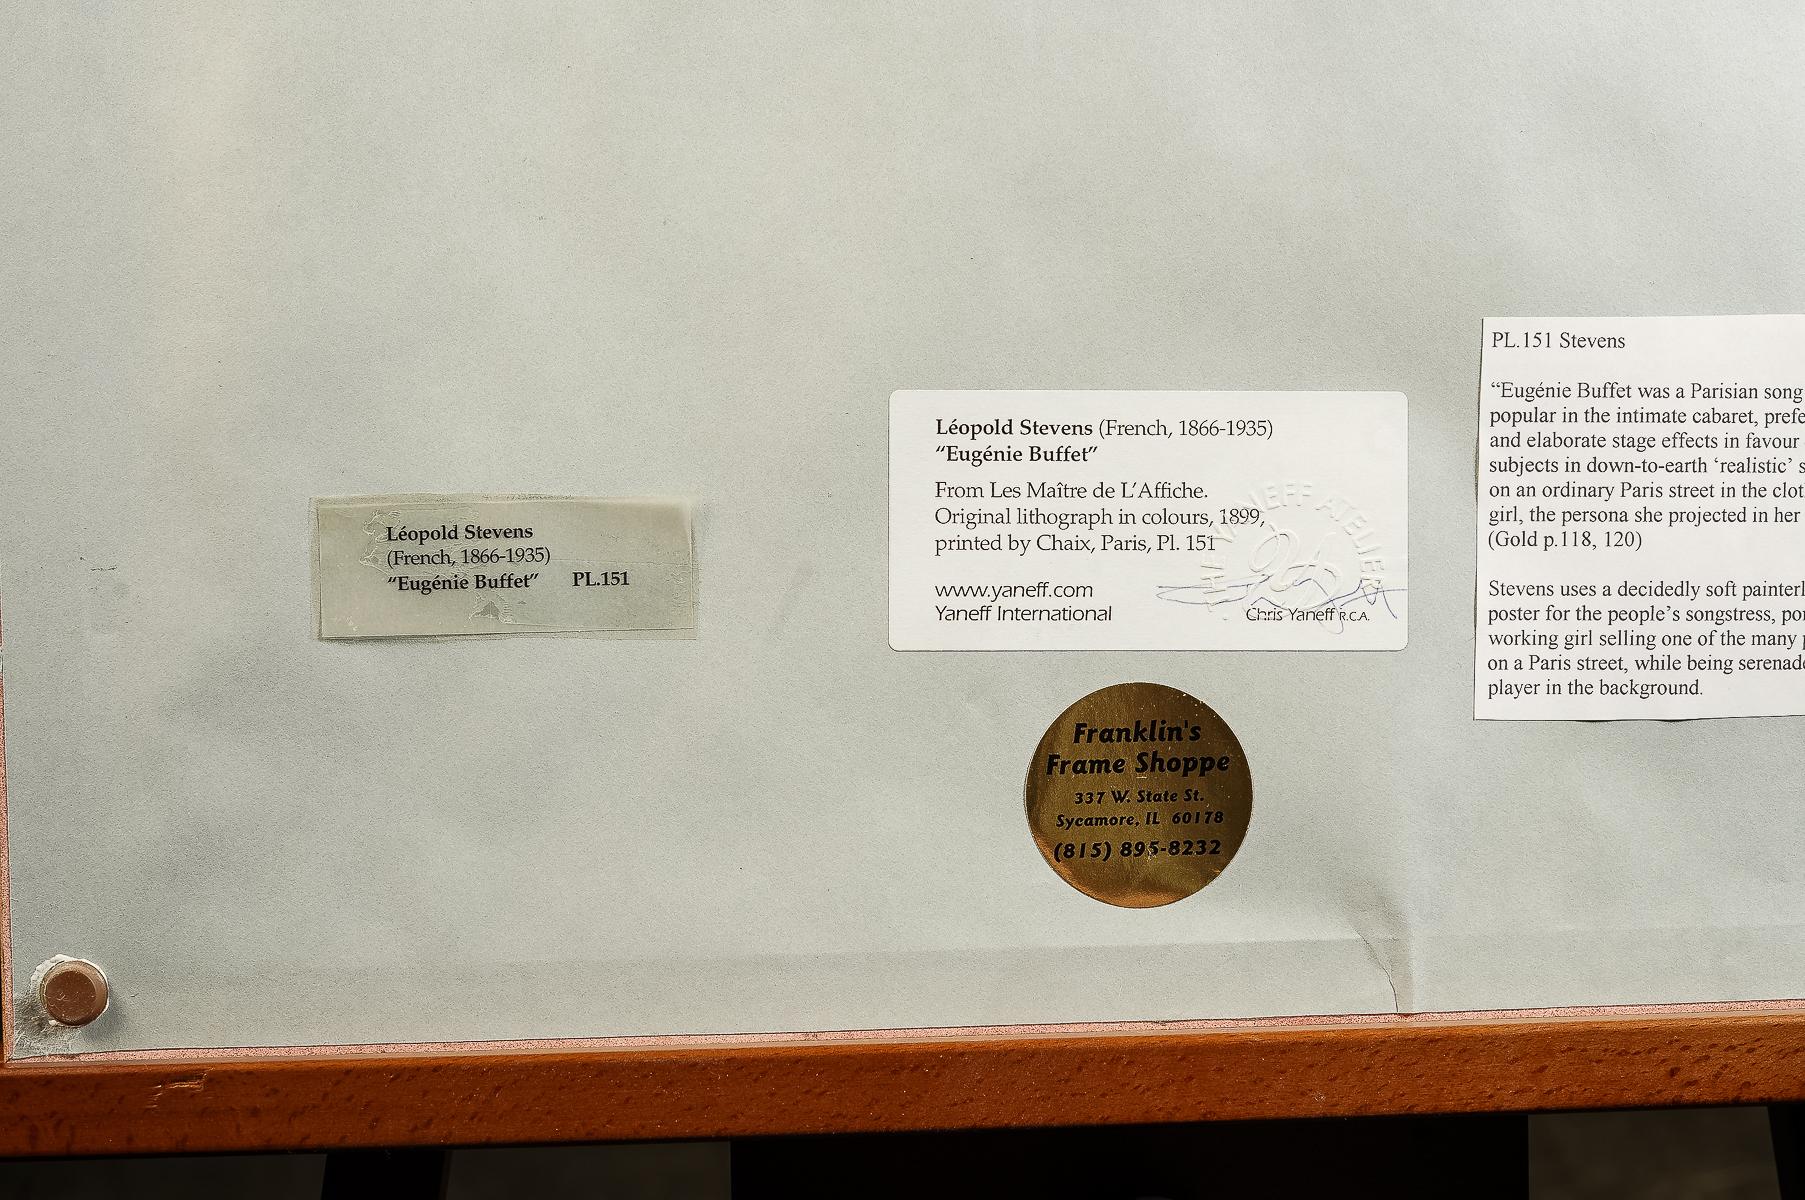 Léopold Stevens
(French, 1866-1935)
“Eugénie Buffet” PL.151
Léopold Stevens (French, 1866-1935)
“Eugénie Buffet”
From Les Maître de L’Affiche.
Original lithograph in colours, 1899,
printed by Chaix, Paris, Pl. 151
www.yaneff.com
Yaneff International
Chris Yaneff R.C.A.
YANEFF ATELIER
Franklin's
Frame Shoppe
337 W. State St.
Sycamore, IL 60178
(815) 895-8232
PL.151 Stevens
“Eugénie Buffet was a Parisian song
popular in the intimate cabaret,
and elaborate stage effects in favour
subjects in down-to-earth ‘realistic’
on an ordinary Paris street in the
girl, the persona she projected in her
(Gold p.118, 120)
Stevens uses a decidedly soft
poster for the people’s songstress,
working girl selling one of the many
on a Paris street, while being
player in the background.